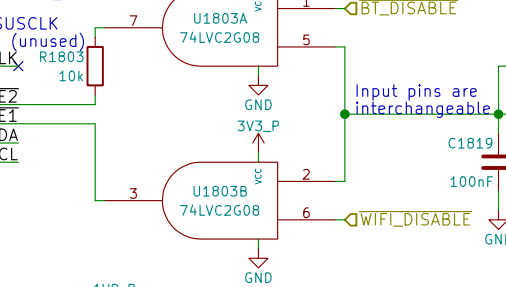 SUSCLK
(unused)
LK
R1803
10k
E2
E1
DA
CL
7
U1803A
74LVC2G08
VC
1
BT_DISABLE
5
GND
3V3_P
Input pins are
interchangeable
C1819
100nF
GN
3
U1803B
74LVC2G08
VCC
2
6
WIFI_DISABLE
GND